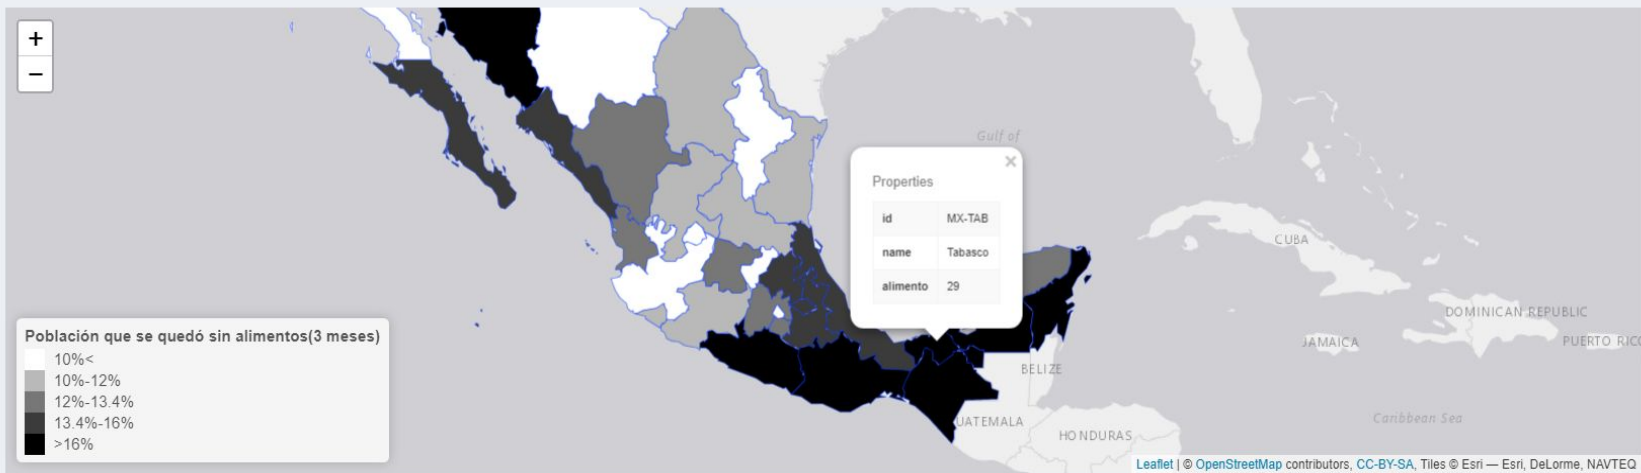 +
−
Gulf of
×
Properties
id MX-TAB
name Tabasco
alimento 29
CUBA
DOMINICAN REPUBLIC
JAMAICA
PUERTO RICO
BELIZE
UATEMALA
HONDURAS
Caribbean Sea
Población que se quedó sin alimentos(3 meses)
10%<
10%-12%
12%-13.4%
13.4%-16%
>16%
Leaflet | © OpenStreetMap contributors, CC-BY-SA, Tiles © Esri — Esri, DeLorme, NAVTEQ